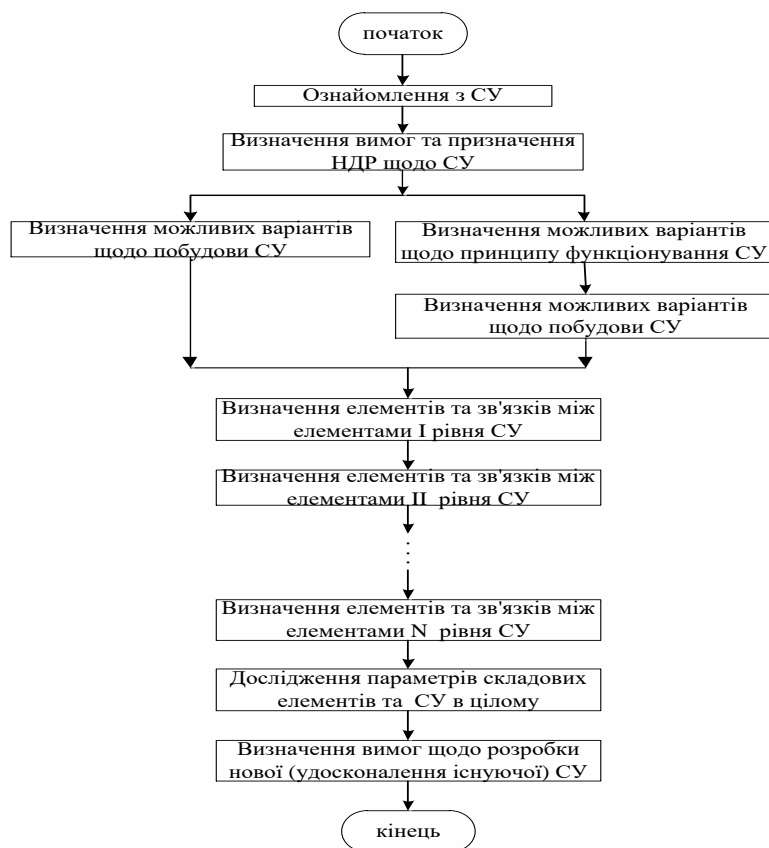 початок
Ознайомлення з СУ
Визначення вимог та призначення
НДР щодо СУ
Визначення можливих варіантів
щодо побудови СУ
Визначення можливих варіантів
щодо принципу функціонування СУ
Визначення можливих варіантів
щодо побудови СУ
Визначення елементів та зв'язків між
елементами I рівня СУ
Визначення елементів та зв'язків між
елементами II рівня СУ
Визначення елементів та зв'язків між
елементами N рівня СУ
Дослідження параметрів складових
елементів та СУ в цілому
Визначення вимог щодо розробки
нової (удосконалення існуючої) СУ
кінець